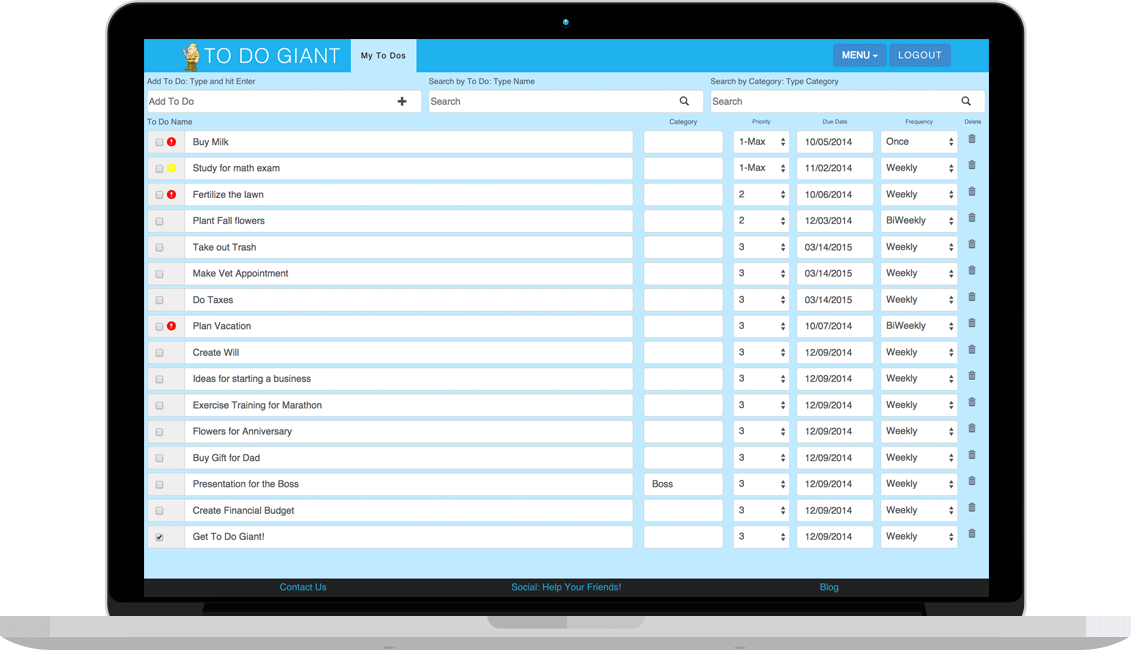 TO DO GIANT My To Dos MENU LOGOUT
Add To Do: Type and hit Enter Search by To Do: Type Name Search by Category: Type Category
Add To Do Search Search
To Do Name Category Priority Due Date Frequency Delete
Buy Milk 1-Max 10/05/2014 Once
Study for math exam 1-Max 11/02/2014 Weekly
Fertilize the lawn 2 10/06/2014 Weekly
Plant Fall flowers 2 12/03/2014 BiWeekly
Take out Trash 3 03/14/2015 Weekly
Make Vet Appointment 3 03/14/2015 Weekly
Do Taxes 3 03/14/2015 Weekly
Plan Vacation 3 10/07/2014 BiWeekly
Create Will 3 12/09/2014 Weekly
Ideas for starting a business 3 12/09/2014 Weekly
Exercise Training for Marathon 3 12/09/2014 Weekly
Flowers for Anniversary 3 12/09/2014 Weekly
Buy Gift for Dad 3 12/09/2014 Weekly
Presentation for the Boss Boss 3 12/09/2014 Weekly
Create Financial Budget 3 12/09/2014 Weekly
Get To Do Giant! 3 12/09/2014 Weekly
Contact Us Social: Help Your Friends! Blog